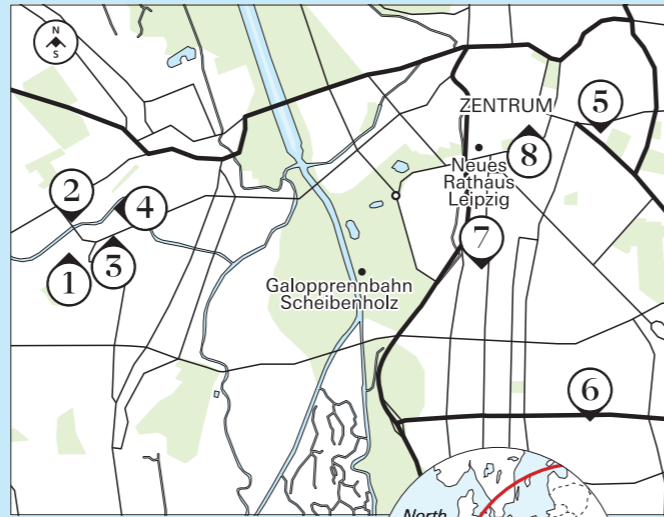 N
S
ZENTRUM
5
8
2
4
Neues
Rathaus
Leipzig
7
1
3
Galopprennbahn
Scheibenholz
6
North